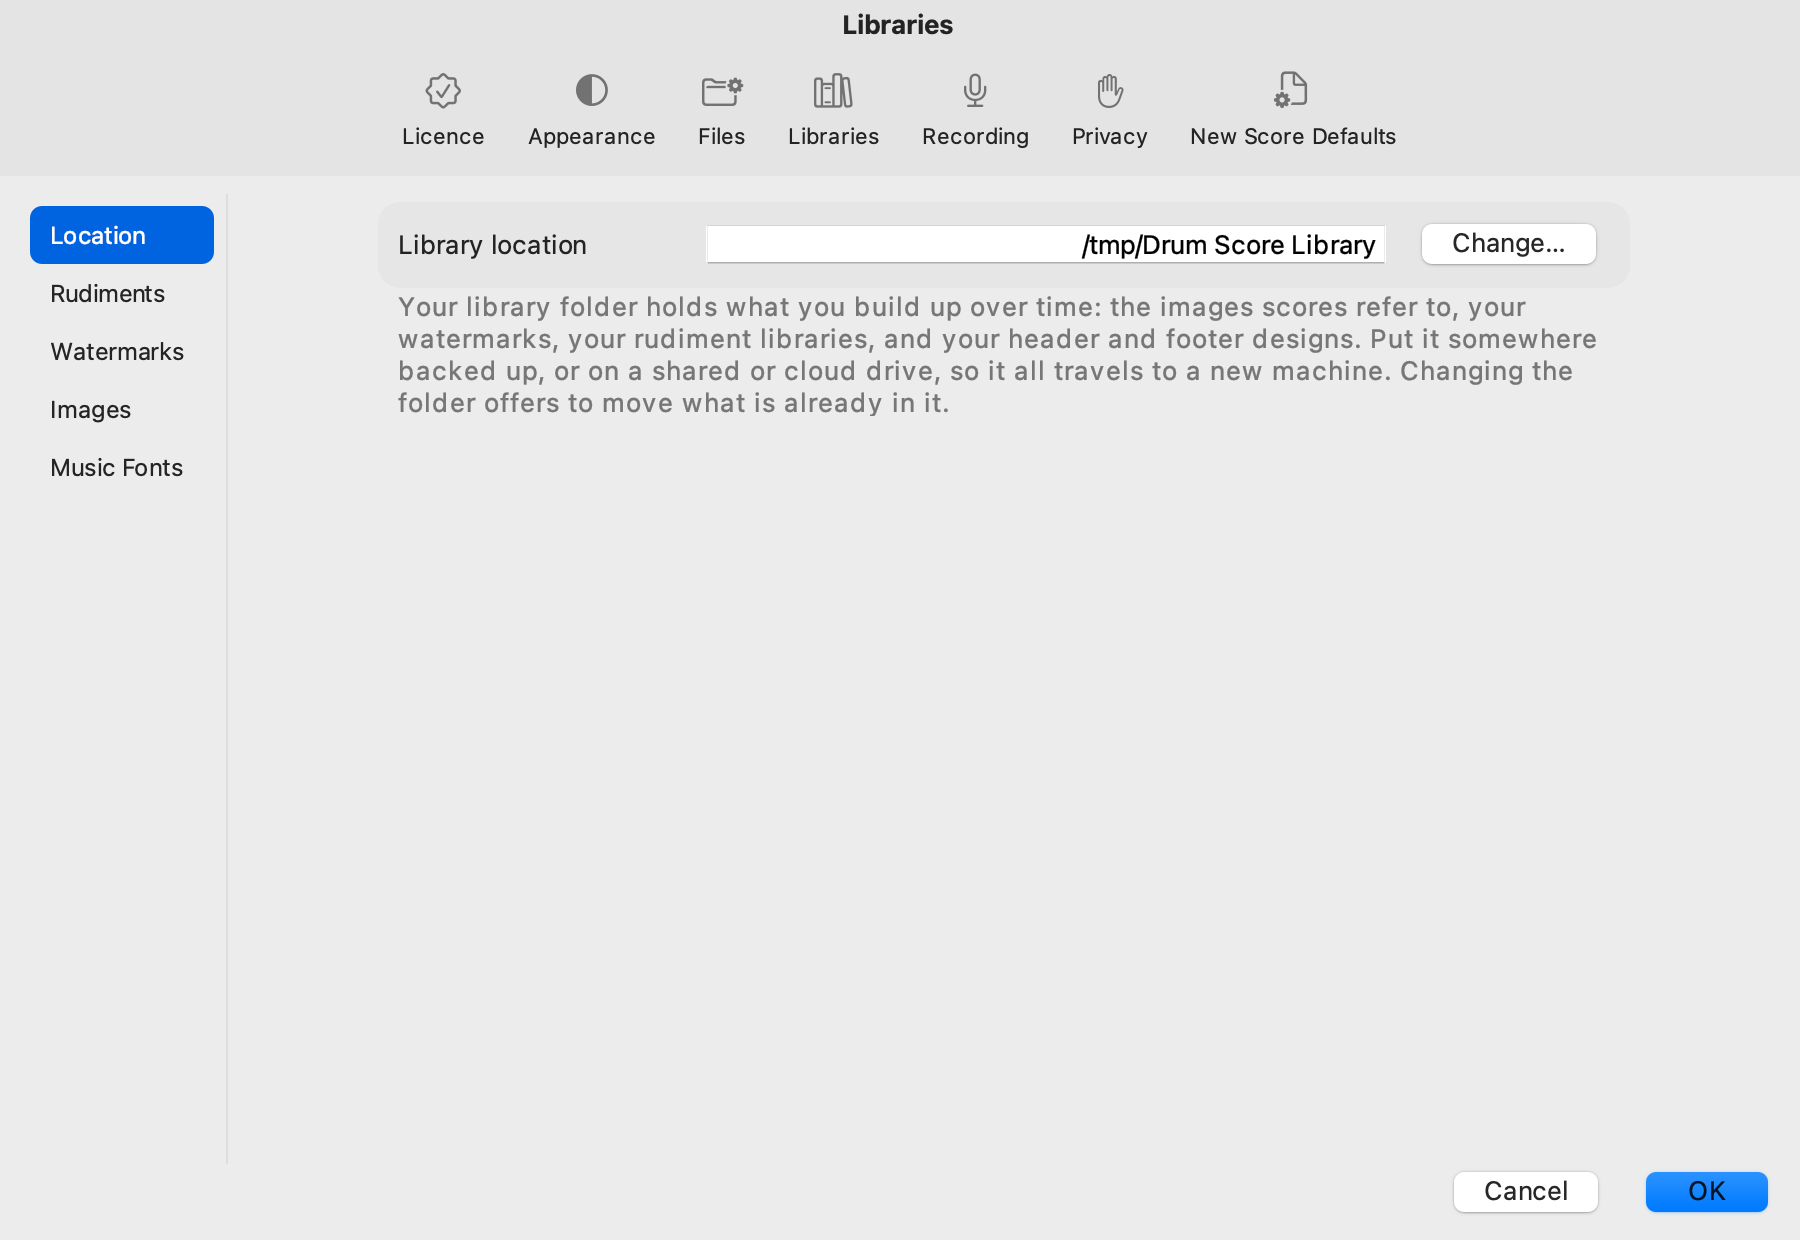 Libraries
Licence
Appearance
Files
Libraries
Recording
Privacy
New Score Defaults
Location
Rudiments
Watermarks
Images
Music Fonts
Library location
/tmp/Drum Score Library
Change...
Your library folder holds what you build up over time: the images scores refer to, your
watermarks, your rudiment libraries, and your header and footer designs. Put it somewhere
backed up, or on a shared or cloud drive, so it all travels to a new machine. Changing the
folder offers to move what is already in it.
Cancel
OK